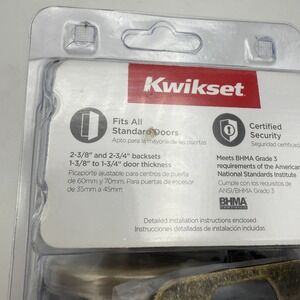 Kwikset
Fits All
Standard Doors
Apto para la mayoría de las puertas
2-3/8" and 2-3/4" backsets
1-3/8" to 1-3/4" door thickness
Picaporte ajustable para centros de puerta
de 60mm y 70mm. Para puertas de espesor
de 35mm a 45mm
Certified
Security
Seguridad certificada
Meets BHMA Grade 3
requirements of the American
National Standards Institute
Cumple con los requisitos de
ANSI/BHMA Grado 3
BHMA
Detailed installation instructions enclosed.
Instrucciones detalladas de instalación incluidas